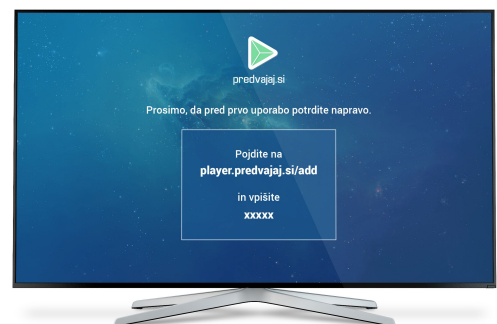 predvajaj.si
Prosimo, da pred prvo uporabo potrdite napravo.
Pojdite na
player.predvajaj.si/add
in vpišite
xxxxx